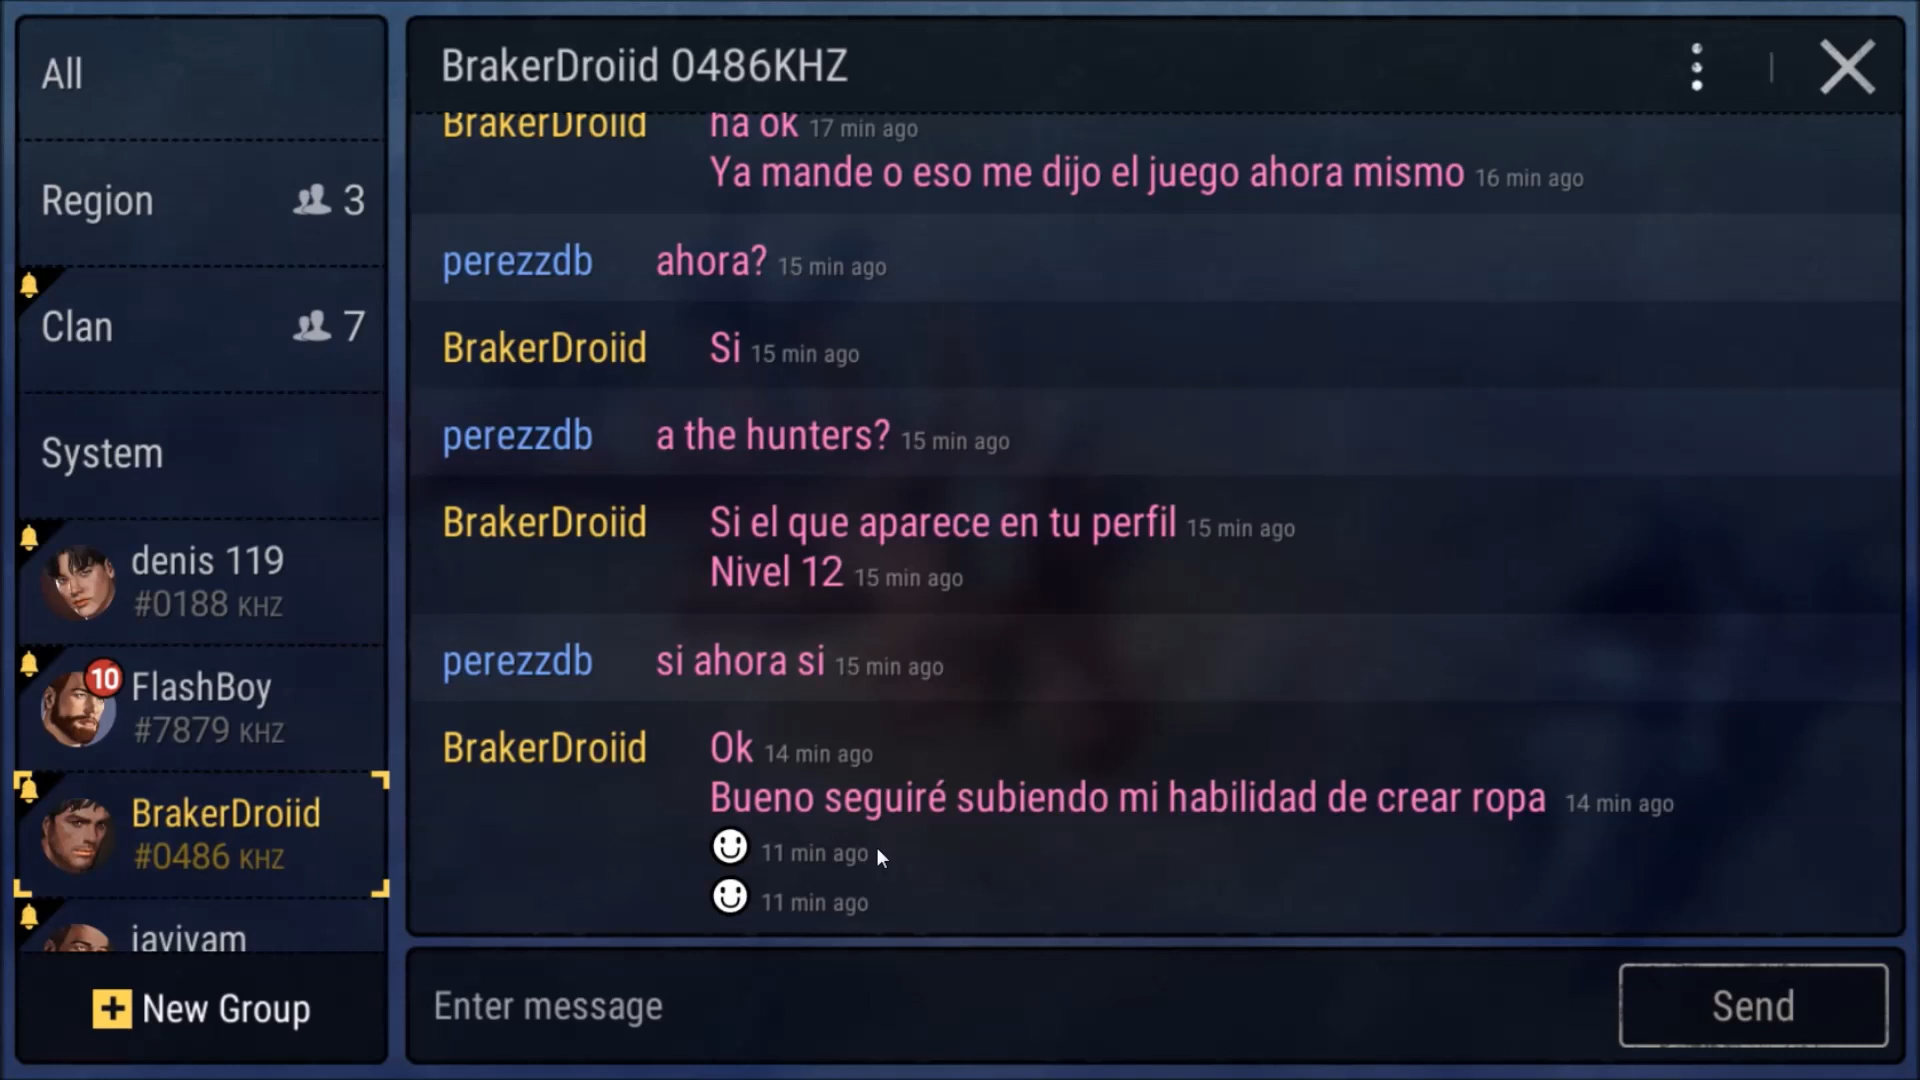 All
Region 3
Clan 7
System
denis 119
#0188 KHZ
10
FlashBoy
#7879 KHZ
BrakerDroiid
#0486 KHZ
javivam
New Group
BrakerDroiid 0486KHZ
BrakerDroiid ha ok 17 min ago
Ya mande o eso me dijo el juego ahora mismo 16 min ago
perezzdb ahora? 15 min ago
BrakerDroiid Si 15 min ago
perezzdb a the hunters? 15 min ago
BrakerDroiid Si el que aparece en tu perfil 15 min ago
Nivel 12 15 min ago
perezzdb si ahora si 15 min ago
BrakerDroiid Ok 14 min ago
Bueno seguiré subiendo mi habilidad de crear ropa 14 min ago
11 min ago
11 min ago
Enter message
Send